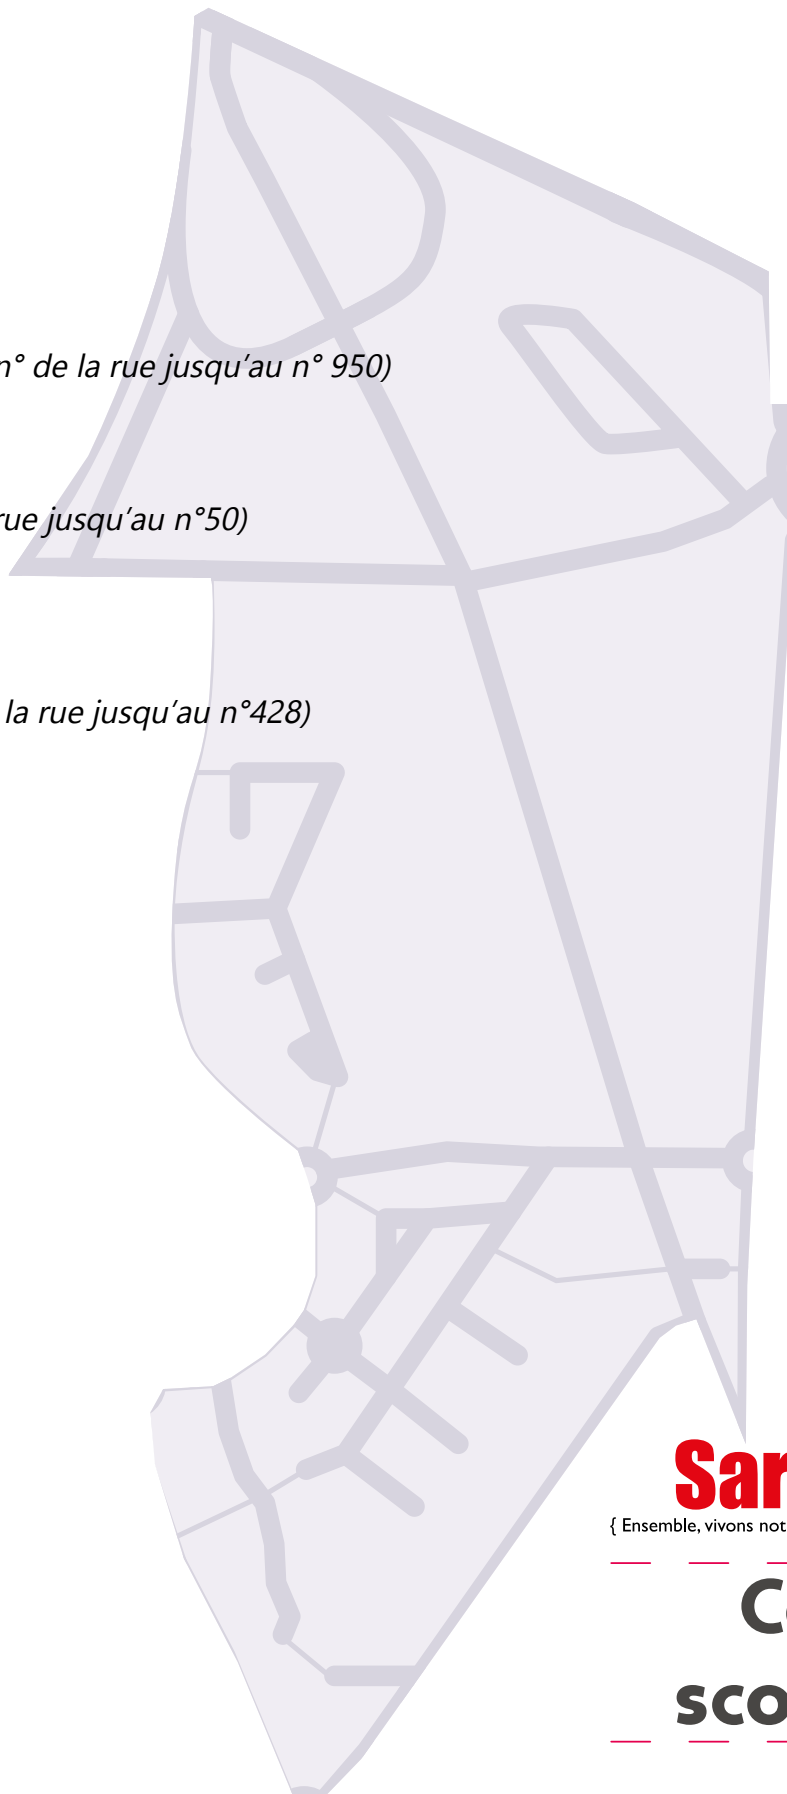 n° de la rue jusqu’au n° 950)
rue jusqu’au n°50)
la rue jusqu’au n°428)
Sar
{ Ensemble, vivons not
C
sco